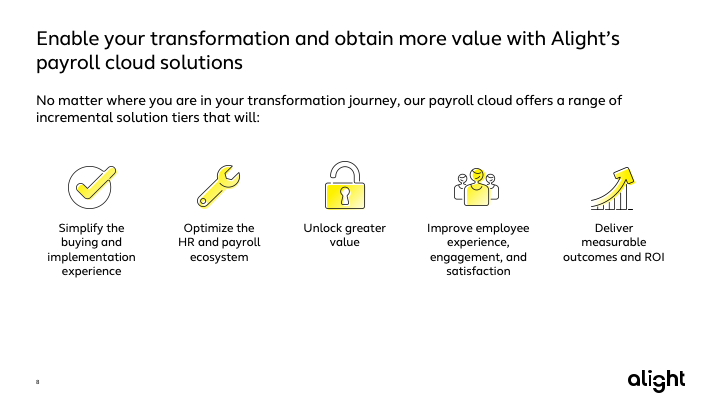 Enable your transformation and obtain more value with Alight’s
payroll cloud solutions
No matter where you are in your transformation journey, our payroll cloud offers a range of
incremental solution tiers that will:
Simplify the
buying and
implementation
experience
Optimize the
HR and payroll
ecosystem
Unlock greater
value
Improve employee
experience,
engagement, and
satisfaction
Deliver
measurable
outcomes and ROI
8
alight